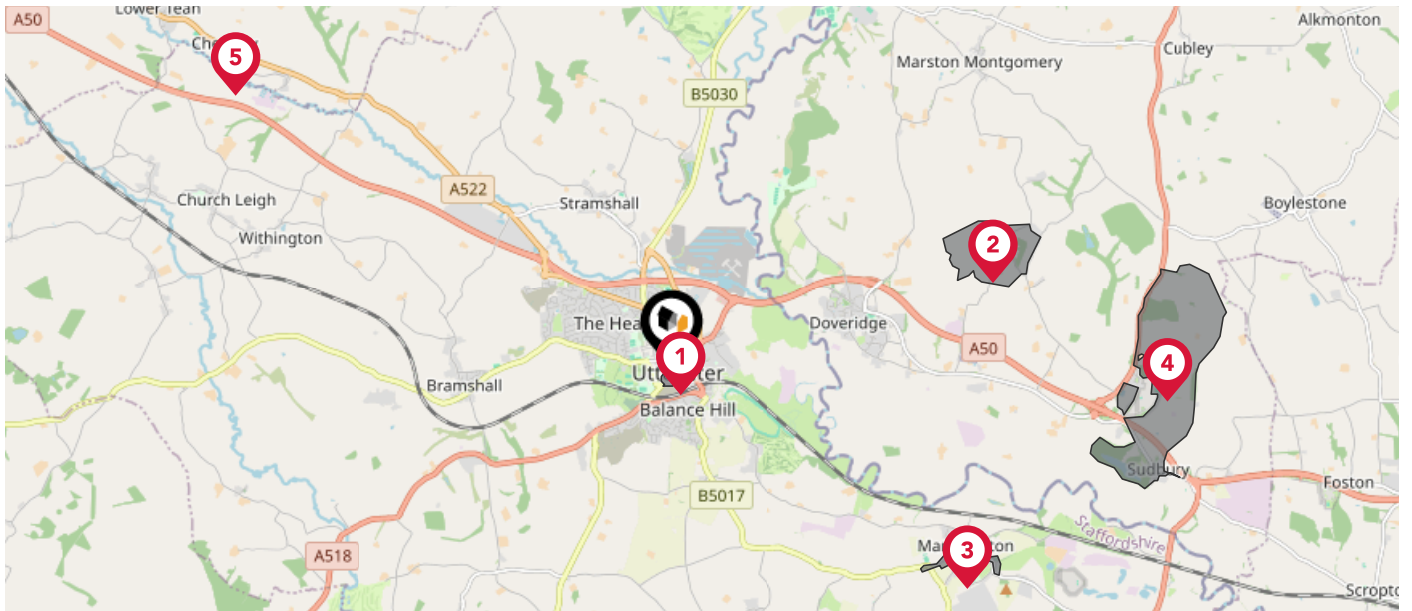 A50
Lower Tean
Alkmonton
5
Cubley
Marston Montgomery
B5030
A522
Church Leigh
Stramshall
Boylestone
Withington
2
The Hea
Doveridge
A50
1
4
Bramshall
Balance Hill
Sudbury
Foston
B5017
Staffordshire
A518
3
Scropto